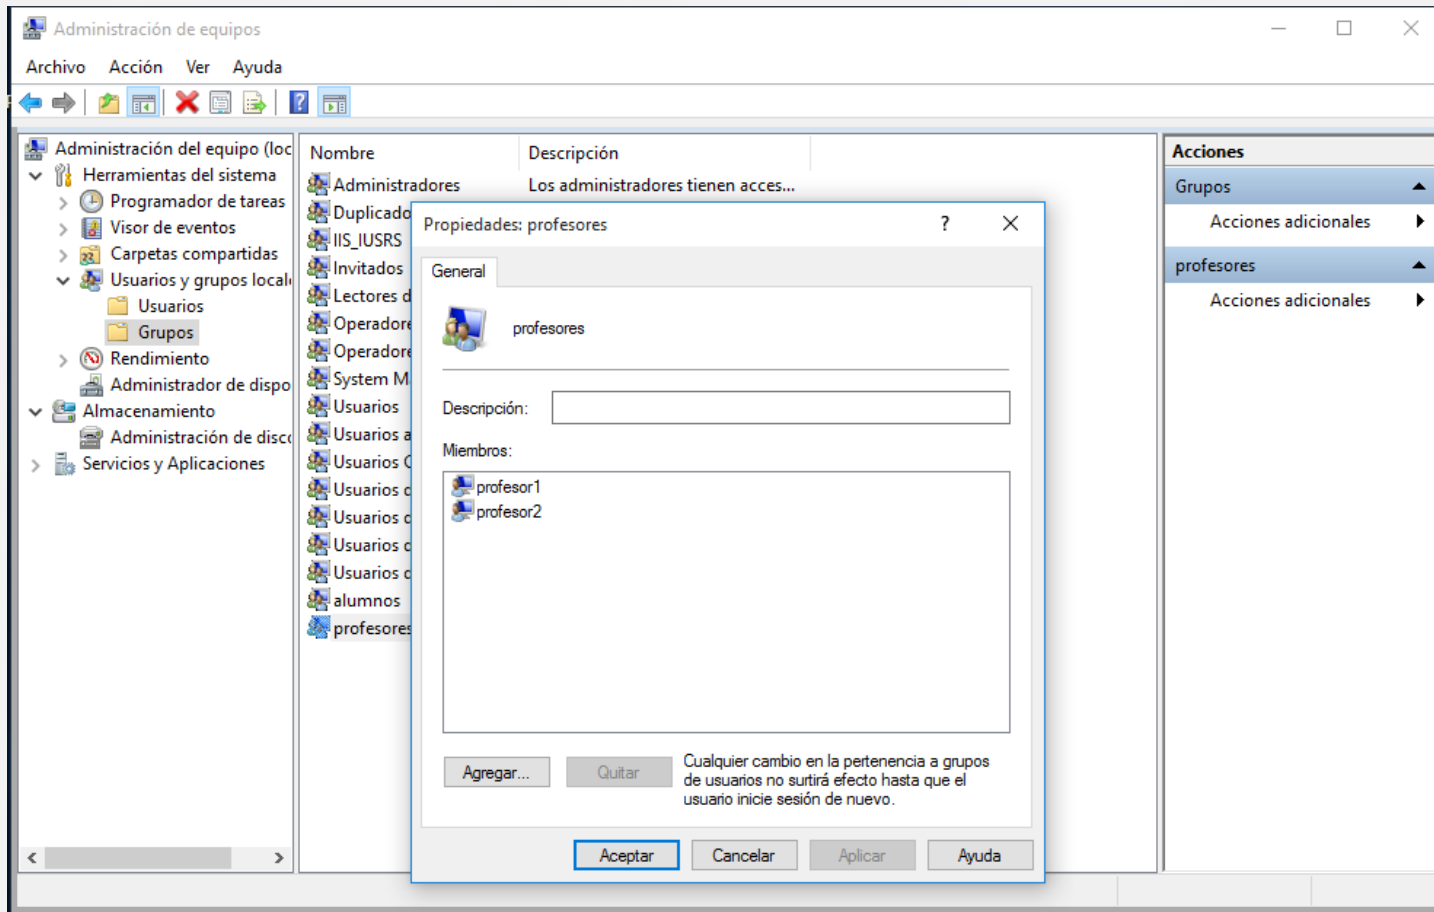 Administración de equipos
Archivo Acción Ver Ayuda
Administración del equipo (loc
Herramientas del sistema
Programador de tareas
Visor de eventos
Carpetas compartidas
Usuarios y grupos local
Usuarios
Grupos
Rendimiento
Administrador de dispo
Almacenamiento
Administración de disc
Servicios y Aplicaciones
Nombre Descripción
Administradores Los administradores tienen acces...
Duplicado
IIS_IUSRS
Invitados
Lectores d
Operadore
Operadore
System M
Usuarios
Usuarios a
Usuarios
Usuarios d
Usuarios d
Usuarios d
Usuarios d
alumnos
profesores
Propiedades: profesores
General
profesores
Descripción:
Miembros:
profesor1
profesor2
Agregar... Quitar
Cualquier cambio en la pertenencia a grupos
de usuarios no surtirá efecto hasta que el
usuario inicie sesión de nuevo.
Aceptar Cancelar Aplicar Ayuda
Acciones
Grupos
Acciones adicionales
profesores
Acciones adicionales